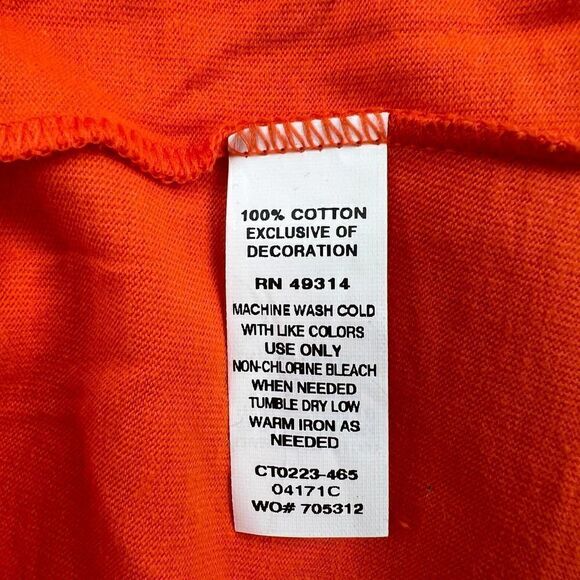 100% COTTON
EXCLUSIVE OF
DECORATION
RN 49314
MACHINE WASH COLD
WITH LIKE COLORS
USE ONLY
NON-CHLORINE BLEACH
WHEN NEEDED
TUMBLE DRY LOW
WARM IRON AS
NEEDED
CT0223-465
04171C
WO# 705312